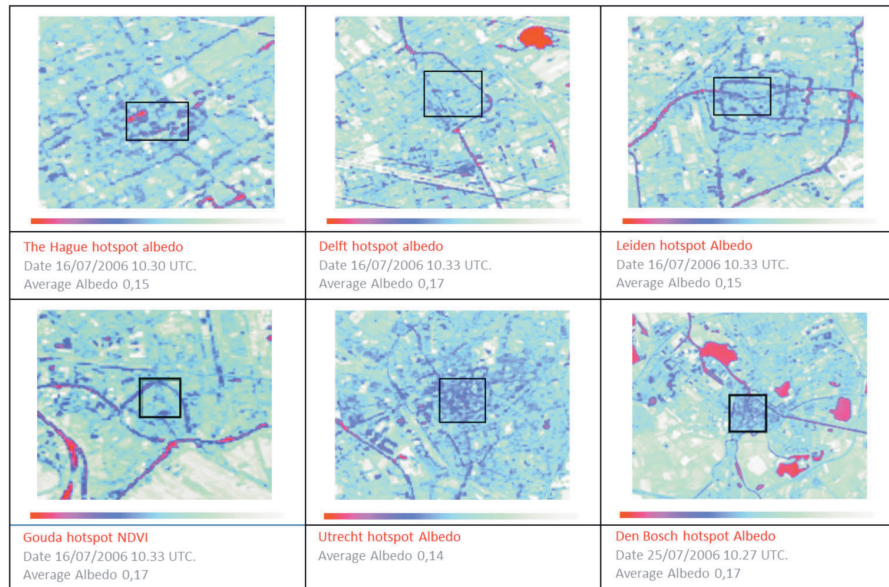 The Hague hotspot albedo
Date 16/07/2006 10.30 UTC.
Average Albedo 0,15
Delft hotspot albedo
Date 16/07/2006 10.33 UTC.
Average Albedo 0,17
Leiden hotspot Albedo
Date 16/07/2006 10.33 UTC.
Average Albedo 0,15
Gouda hotspot NDVI
Date 16/07/2006 10.33 UTC.
Average Albedo 0,17
Utrecht hotspot Albedo
Average Albedo 0,14
Den Bosch hotspot Albedo
Date 25/07/2006 10.27 UTC.
Average Albedo 0,17